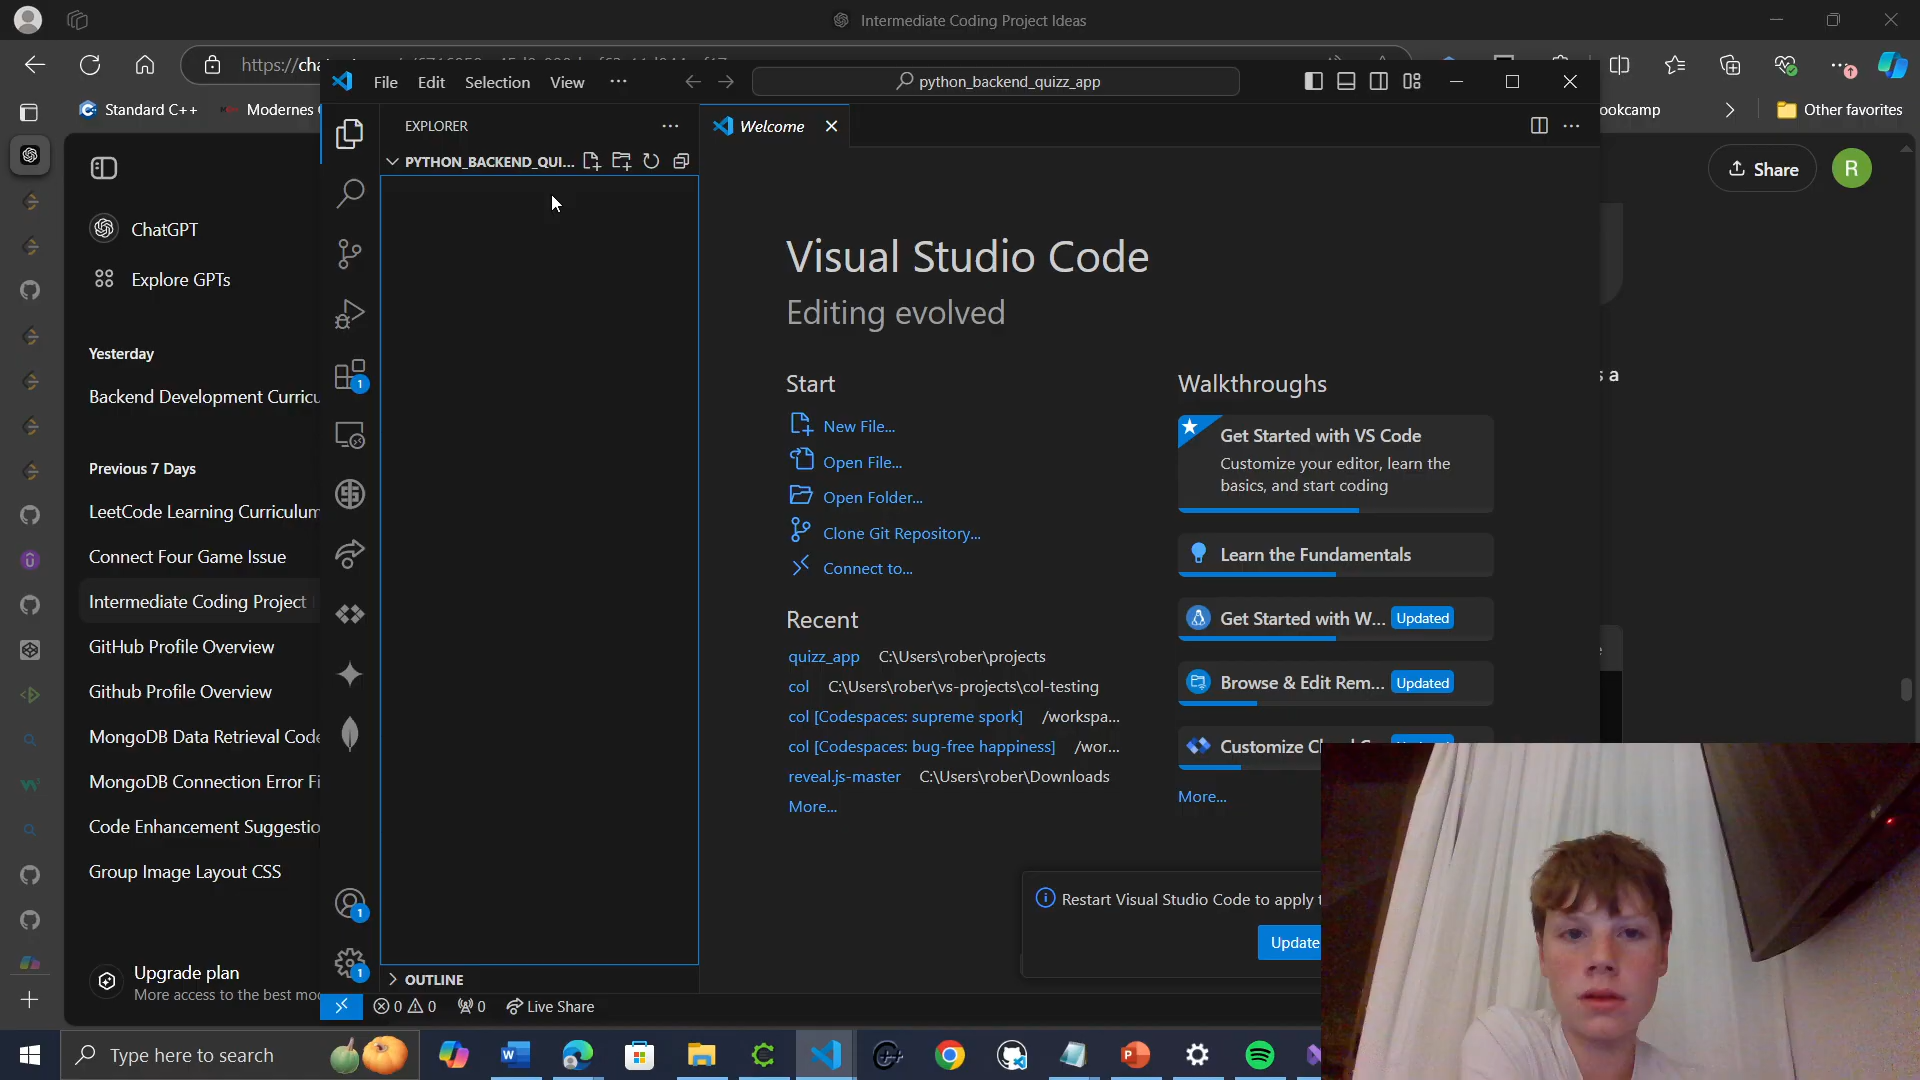 Intermediate Coding Project Ideas
https://cha
Standard C++
Modernes
ookcamp
Other favorites
File Edit Selection View ...
python_backend_quizz_app
EXPLORER
PYTHON_BACKEND_QUI...
Welcome
Share
R
ChatGPT
Explore GPTs
Yesterday
Backend Development Curricu
Previous 7 Days
LeetCode Learning Curriculum
Connect Four Game Issue
Intermediate Coding Project
GitHub Profile Overview
Github Profile Overview
MongoDB Data Retrieval Code
MongoDB Connection Error Fi
Code Enhancement Suggestio
Group Image Layout CSS
Upgrade plan
More access to the best mo
Visual Studio Code
Editing evolved
Start
New File...
Open File...
Open Folder...
Clone Git Repository...
Connect to...
Recent
quizz_app C:\Users\rober\projects
col C:\Users\rober\vs-projects\col-testing
col [Codespaces: supreme spork] /workspa...
col [Codespaces: bug-free happiness] /wor...
reveal.js-master C:\Users\rober\Downloads
More...
Walkthroughs
Get Started with VS Code
Customize your editor, learn the
basics, and start coding
Learn the Fundamentals
Get Started with W... Updated
Browse & Edit Rem... Updated
Customize Cl
More...
s a
Restart Visual Studio Code to apply t
Update
1
1
1
OUTLINE
0 0 0 Live Share
Type here to search